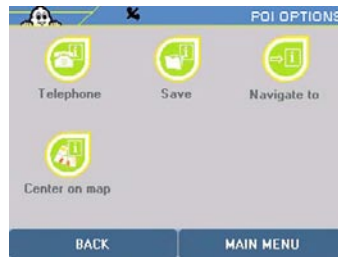 POI OPTIONS
Telephone
Save
Navigate to
Center on map
BACK
MAIN MENU